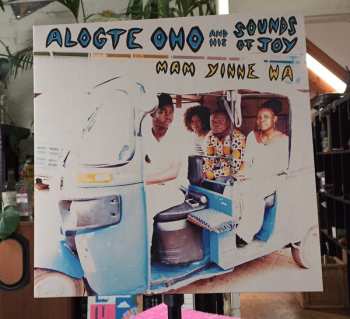 ALOGTE OHO AND HIS SOUNDS OF JOY
MAM YINNE WA